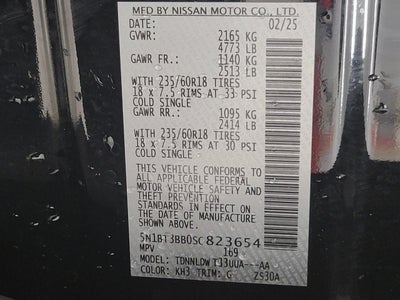 MFD BY NISSAN MOTOR CO., LTD.
DATE: 02/25
GVWR: 2165 KG
4773 LB
GAWR FR.: 1140 KG
2513 LB
WITH 235/60R18 TIRES
18 x 7.5 RIMS AT 33 PSI
COLD SINGLE
GAWR RR.: 1095 KG
2414 LB
WITH 235/60R18 TIRES
18 x 7.5 RIMS AT 30 PSI
COLD SINGLE
THIS VEHICLE CONFORMS TO
ALL APPLICABLE FEDERAL
MOTOR VEHICLE SAFETY AND
THEFT PREVENTION
STANDARDS IN EFFECT ON
THE DATE OF MANUFACTURE
SHOWN ABOVE
5N1BT3BB0SC823654
MPV 169
MODEL: TDNNLDWT33UUA---AA
COLOR: KH3 TRIM: G Z930A